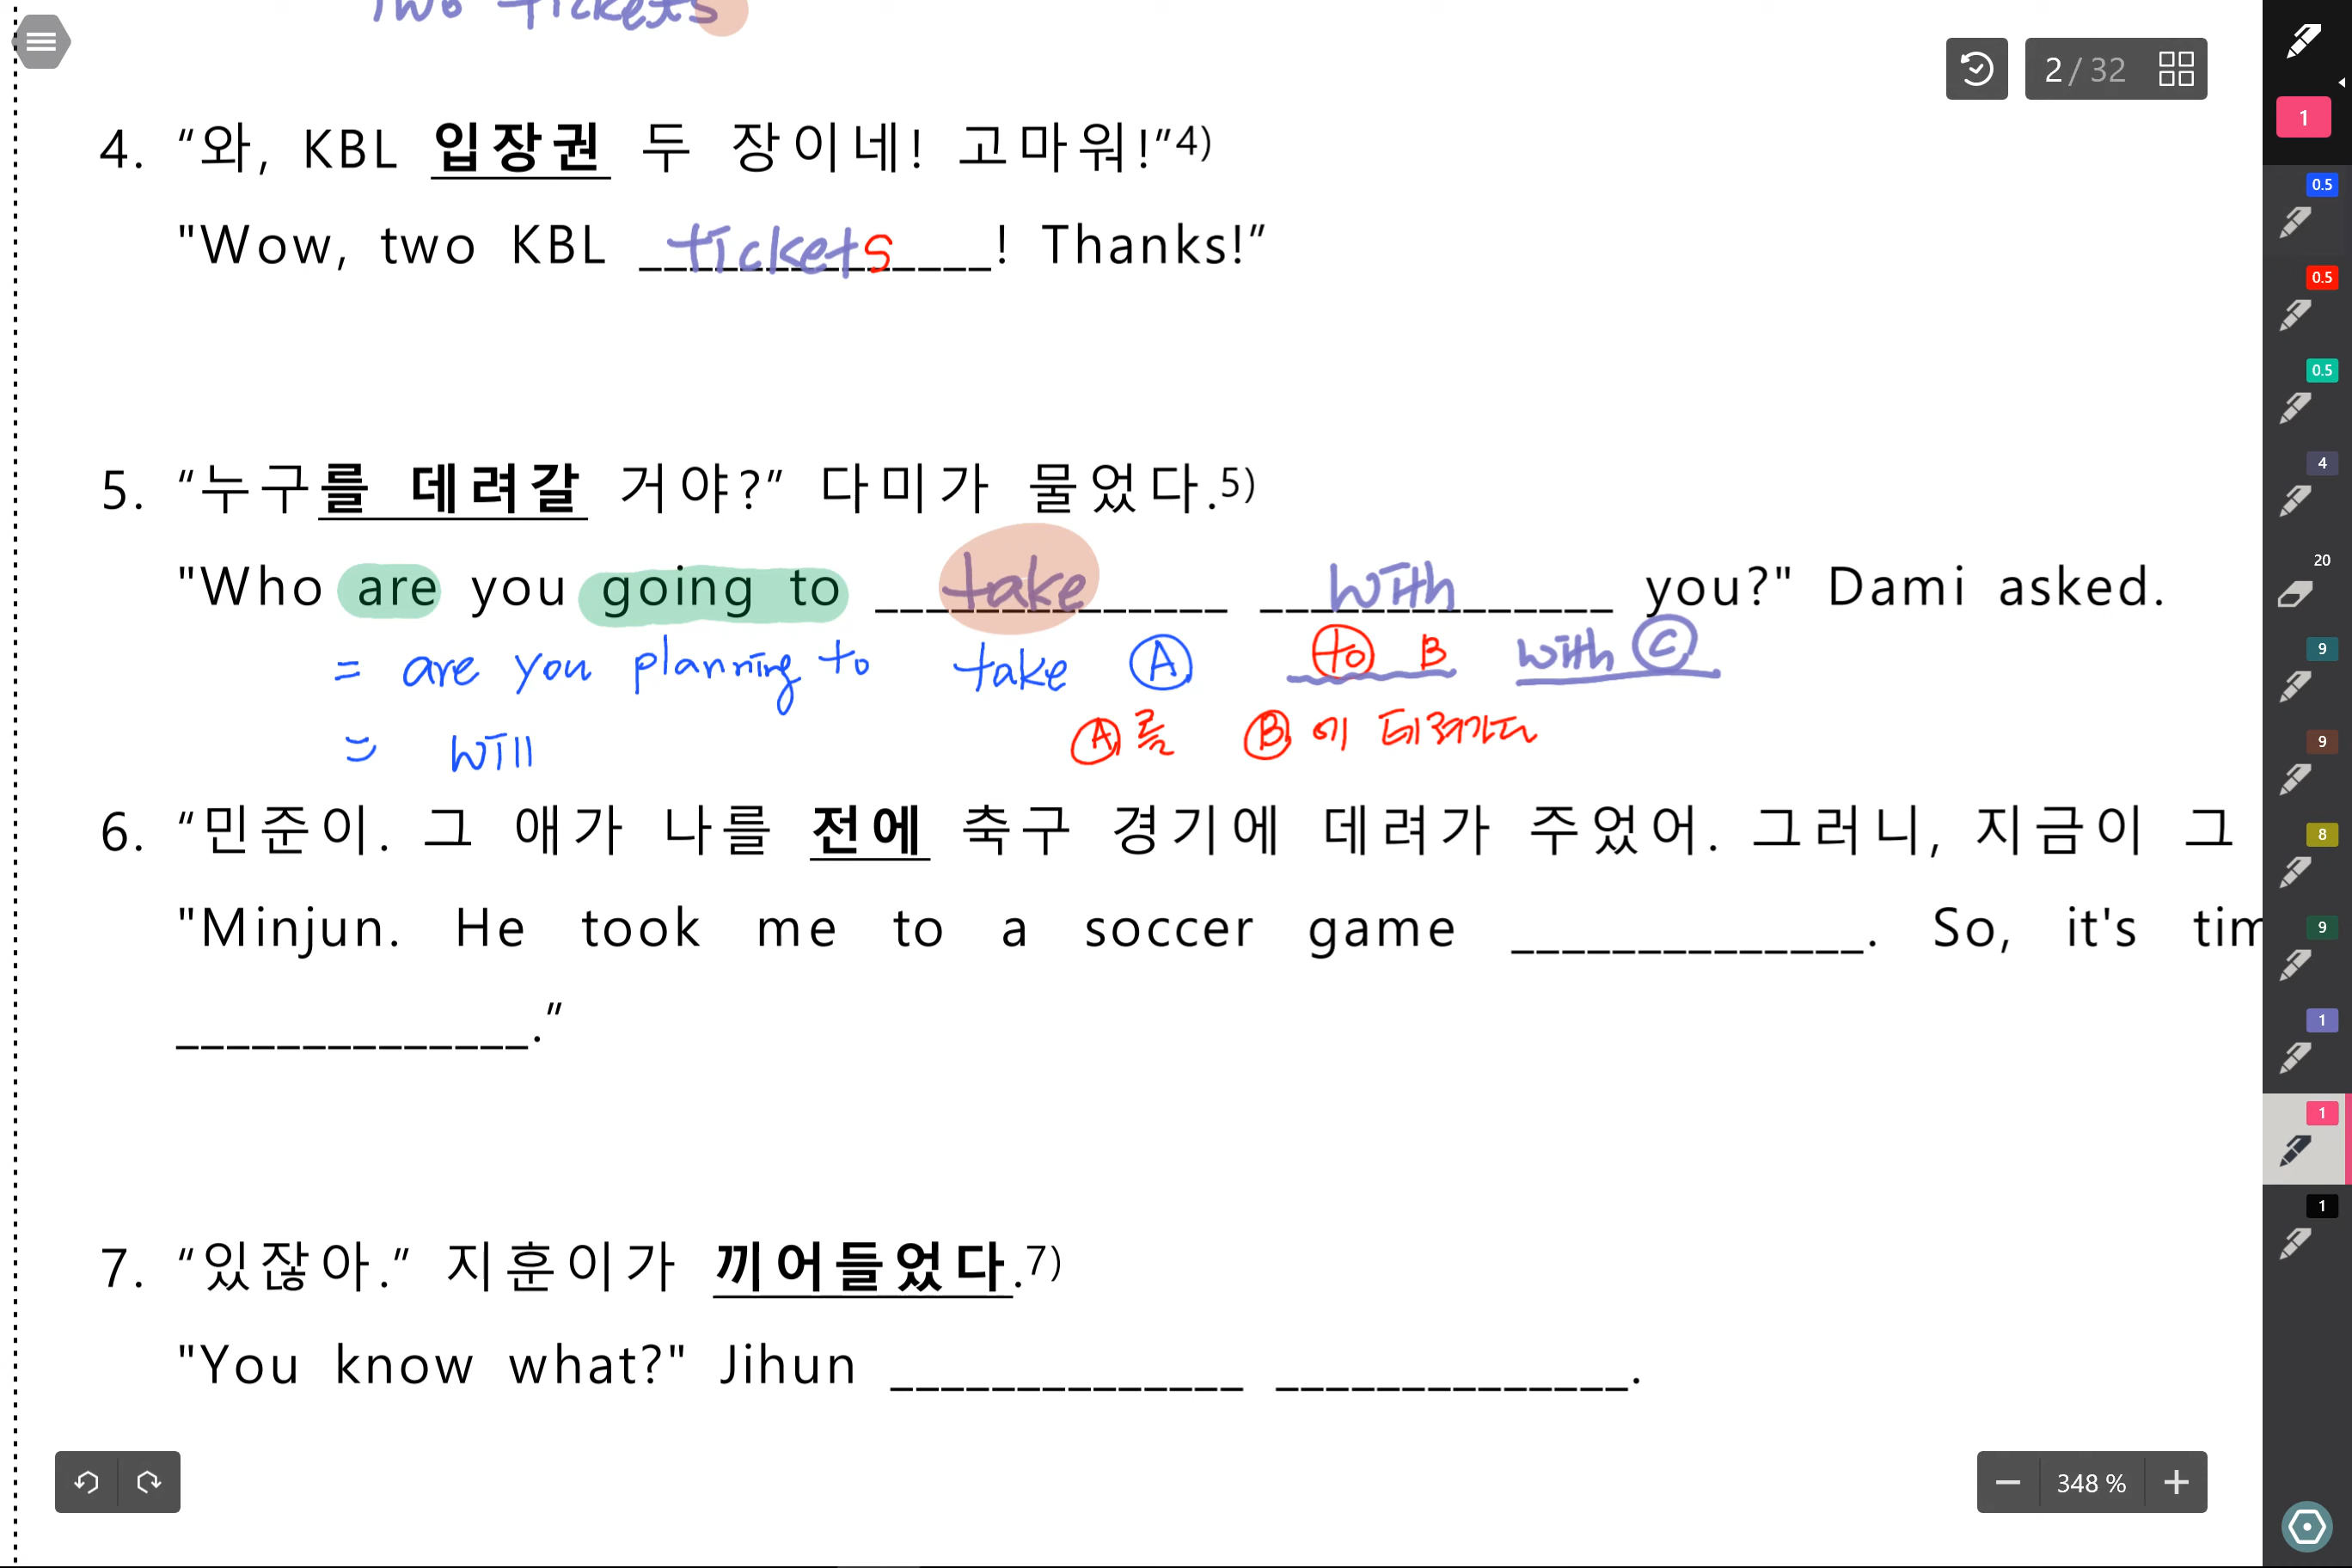 two tickets
2 / 32
4. “와, KBL 입장권 두 장이네! 고마워!”4)
"Wow, two KBL tickets! Thanks!”
5. “누구를 데려갈 거야?” 다미가 물었다.5)
"Who are you going to take with you?" Dami asked.
= are you planning to take Ⓐ to B with Ⓒ
= will Ⓐ를 Ⓑ에 데려가다
6. “민준이. 그 애가 나를 전에 축구 경기에 데려가 주었어. 그러니, 지금이 그
"Minjun. He took me to a soccer game ______________. So, it's tim
______________.”
7. “있잖아.” 지훈이가 끼어들었다.7)
"You know what?" Jihun ______________ ______________.
348 %
1
0.5
0.5
0.5
4
20
9
9
8
9
1
1
1